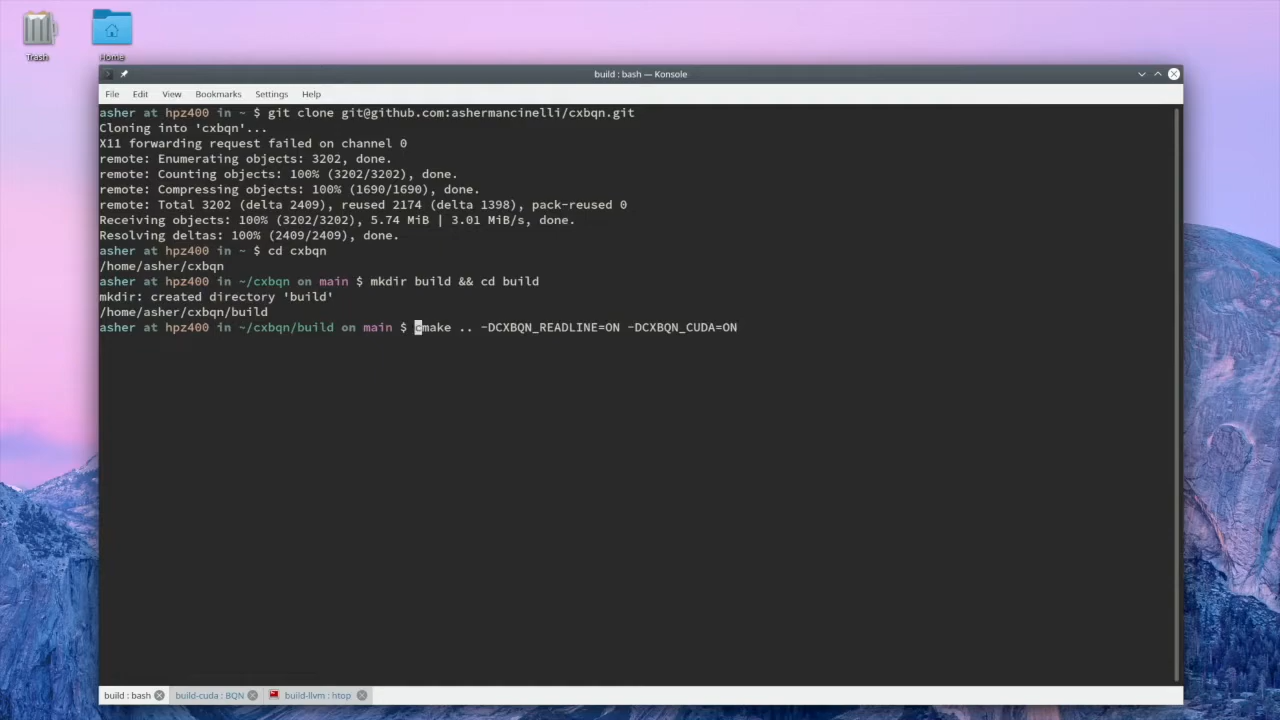 Trash
Home
build : bash — Konsole
File Edit View Bookmarks Settings Help
asher at hpz400 in ~ $ git clone git@github.com:ashermancinelli/cxbqn.git
Cloning into 'cxbqn'...
X11 forwarding request failed on channel 0
remote: Enumerating objects: 3202, done.
remote: Counting objects: 100% (3202/3202), done.
remote: Compressing objects: 100% (1690/1690), done.
remote: Total 3202 (delta 2409), reused 2174 (delta 1398), pack-reused 0
Receiving objects: 100% (3202/3202), 5.74 MiB | 3.01 MiB/s, done.
Resolving deltas: 100% (2409/2409), done.
asher at hpz400 in ~ $ cd cxbqn
/home/asher/cxbqn
asher at hpz400 in ~/cxbqn on main $ mkdir build && cd build
mkdir: created directory 'build'
/home/asher/cxbqn/build
asher at hpz400 in ~/cxbqn/build on main $ cmake .. -DCXBQN_READLINE=ON -DCXBQN_CUDA=ON
build : bash build-cuda : BQN build-llvm : htop